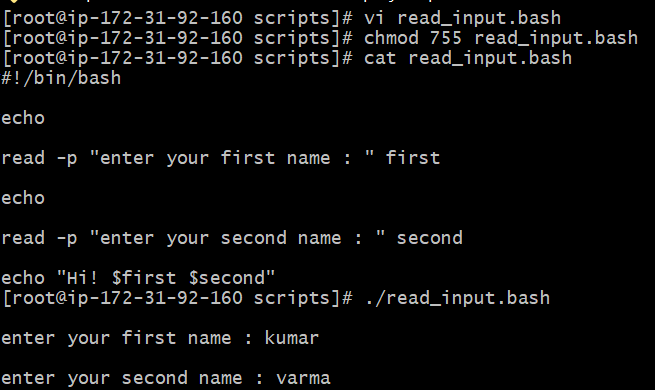 [root@ip-172-31-92-160 scripts]# vi read_input.bash
[root@ip-172-31-92-160 scripts]# chmod 755 read_input.bash
[root@ip-172-31-92-160 scripts]# cat read_input.bash
#!/bin/bash
echo
read -p "enter your first name : " first
echo
read -p "enter your second name : " second
echo "Hi! $first $second"
[root@ip-172-31-92-160 scripts]# ./read_input.bash
enter your first name : kumar
enter your second name : varma